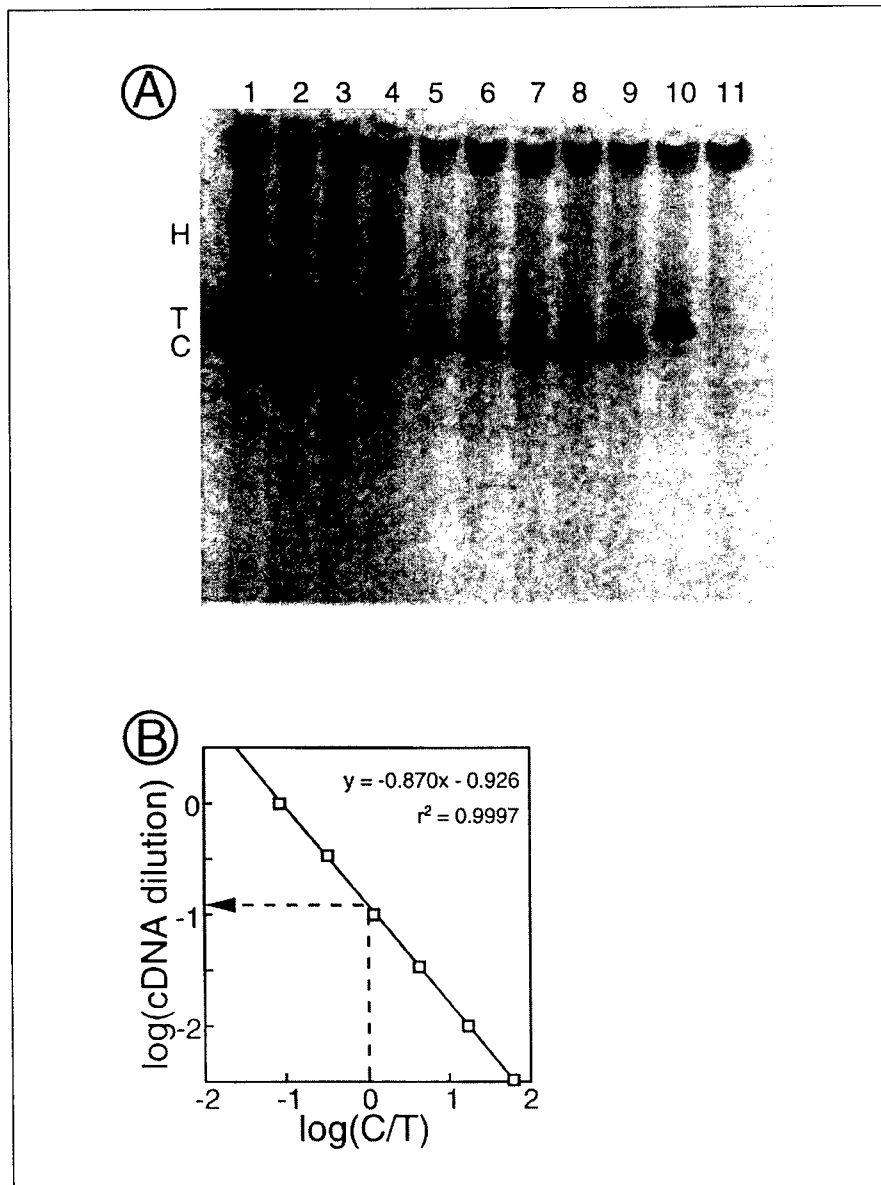 A
1 2 3 4 5 6 7 8 9 10 11
H
T
C
B
y = -0.870x - 0.926
r² = 0.9997
log(cDNA dilution)
0
-1
-2
-2 -1 0 1 2
log(C/T)